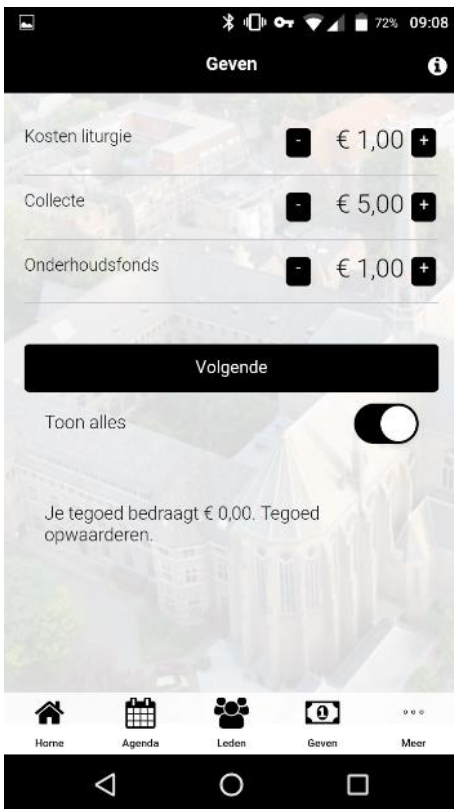 72% 09:08
Geven
Kosten liturgie - € 1,00 +
Collecte - € 5,00 +
Onderhoudsfonds - € 1,00 +
Volgende
Toon alles
Je tegoed bedraagt € 0,00. Tegoed
opwaarderen.
Home Agenda Leden Geven Meer